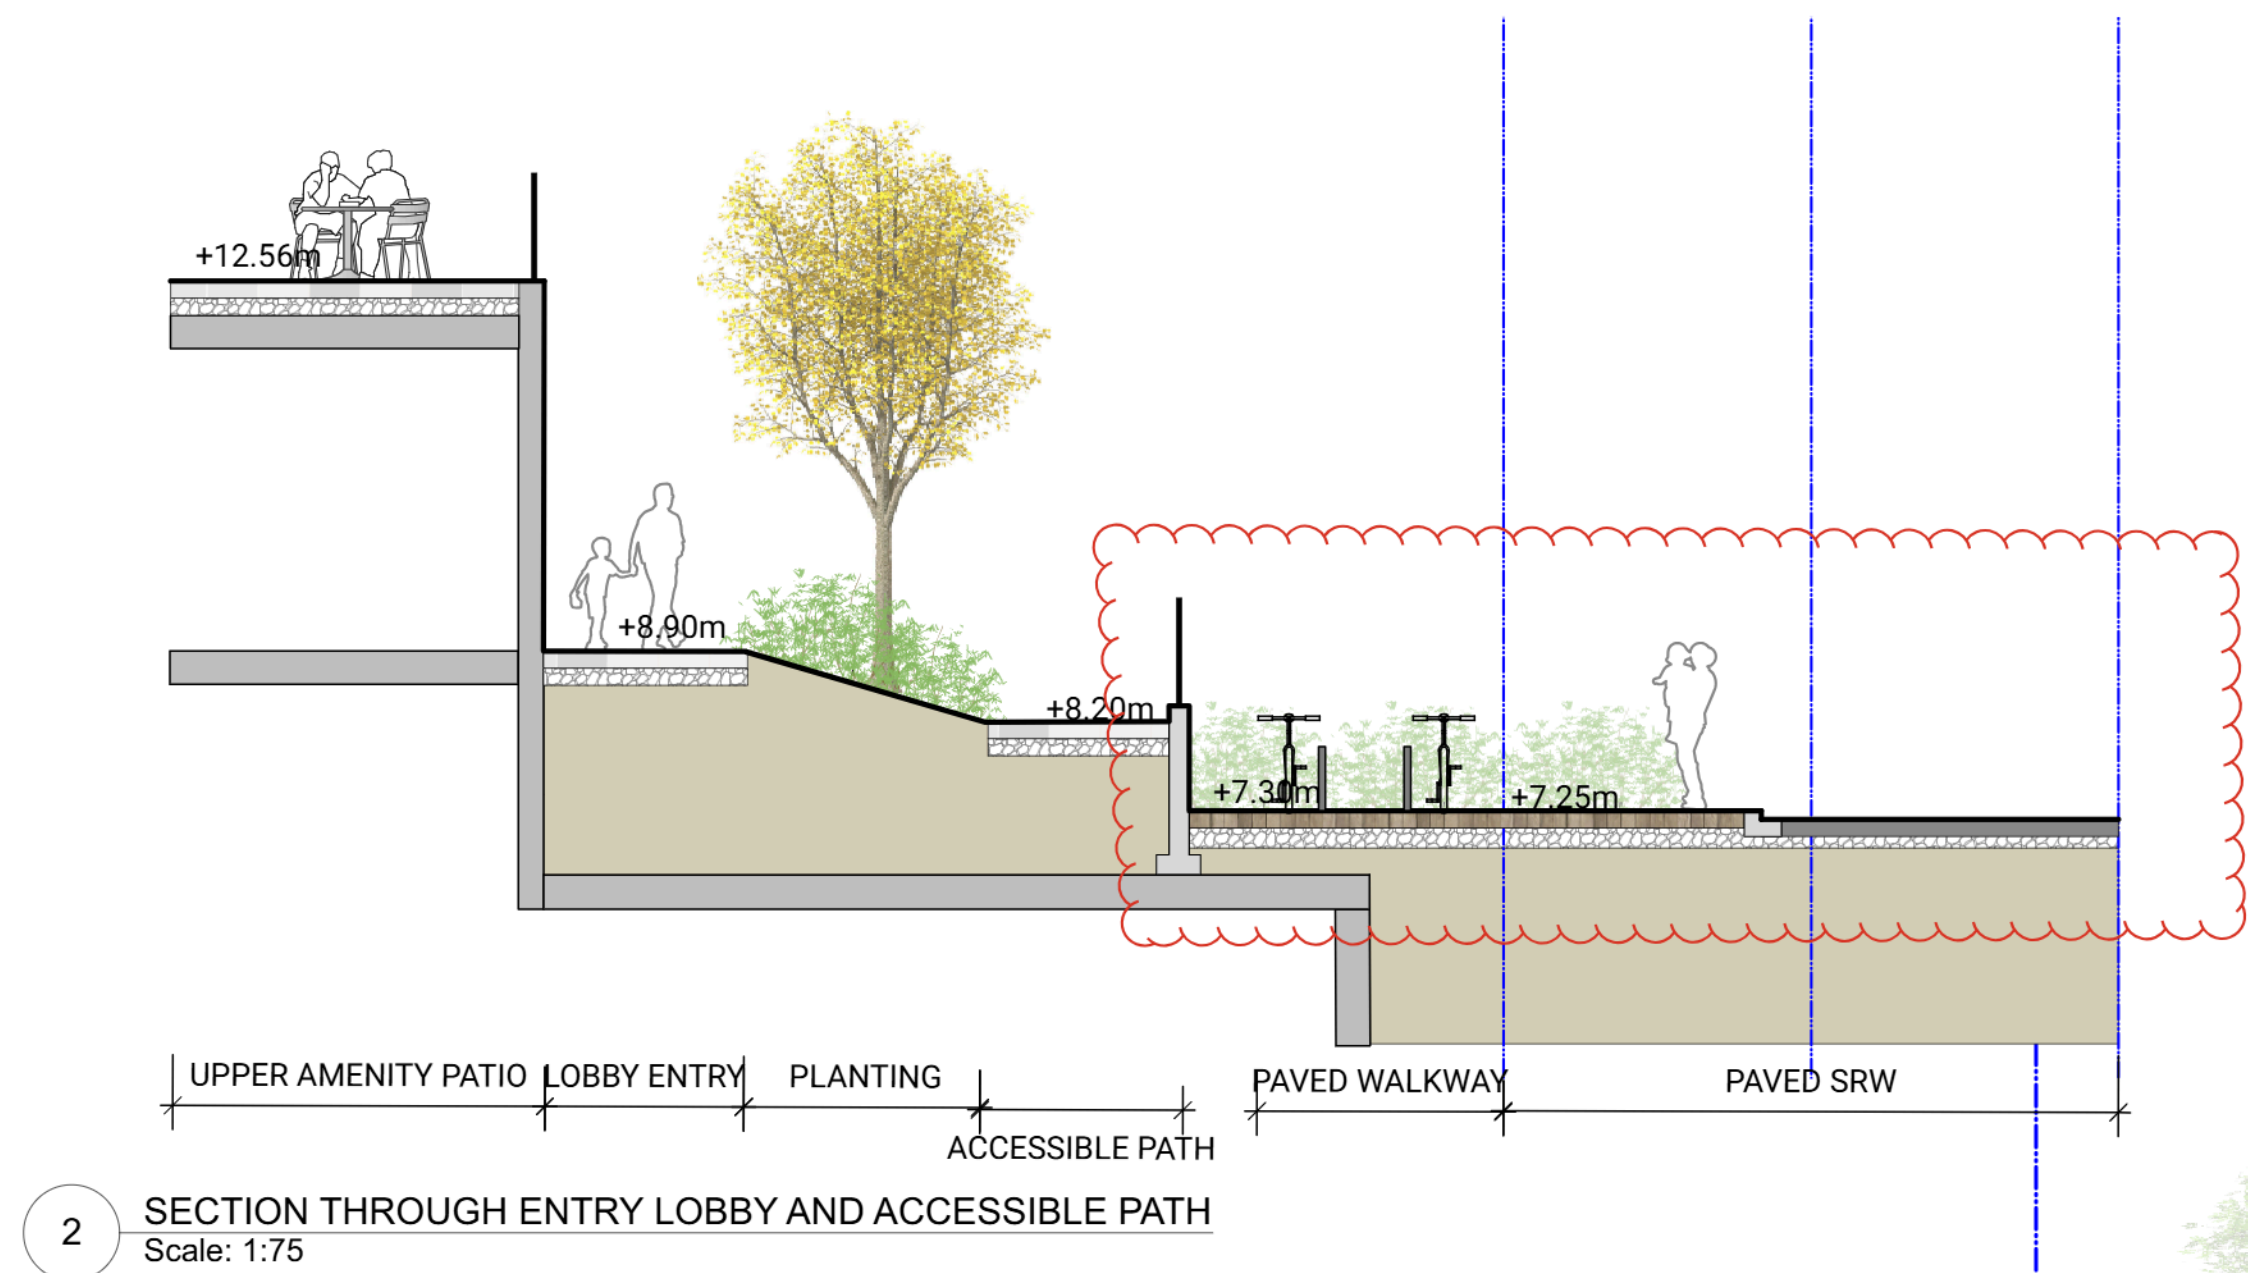 +12.56m
+8.90m
+8.20m
+7.30m
+7.25m
UPPER AMENITY PATIO
LOBBY ENTRY
PLANTING
ACCESSIBLE PATH
PAVED WALKWAY
PAVED SRW
2
SECTION THROUGH ENTRY LOBBY AND ACCESSIBLE PATH
Scale: 1:75